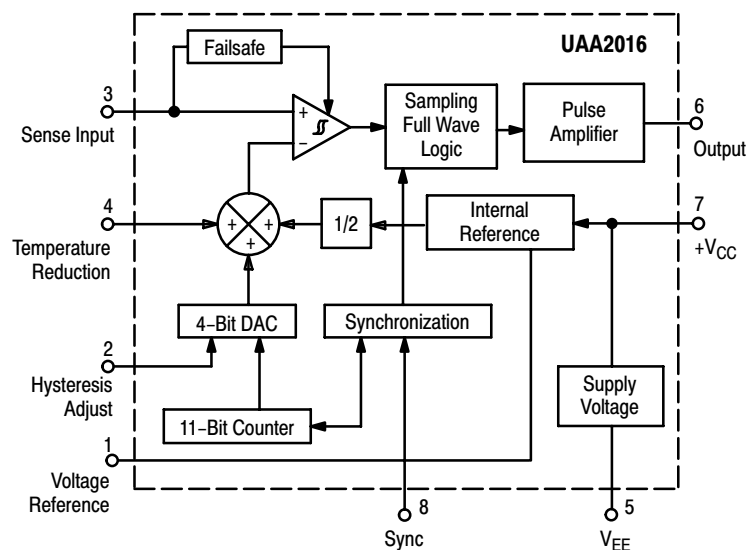 UAA2016
Failsafe
3
Sense Input
+
−
Sampling
Full Wave
Logic
Pulse
Amplifier
6
Output
4
Temperature
Reduction
+ +
+
1/2
Internal
Reference
7
+VCC
4−Bit DAC
Synchronization
2
Hysteresis
Adjust
11−Bit Counter
Supply
Voltage
1
Voltage
Reference
8
Sync
5
VEE